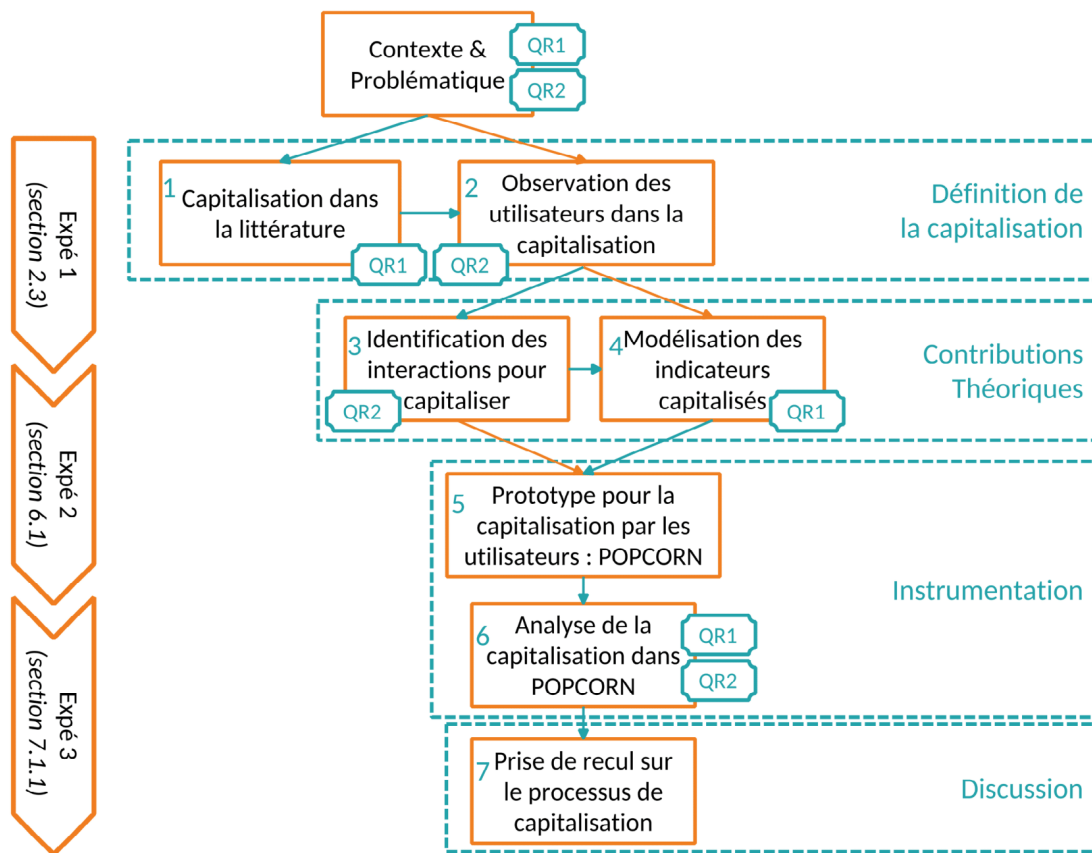 Contexte &
Problématique
QR1
QR2
Expé 1
(section 2.3)
1
Capitalisation dans
la littérature
QR1
2
Observation des
utilisateurs dans la
capitalisation
QR2
Définition de
la capitalisation
3
Identification des
interactions pour
capitaliser
QR2
4
Modélisation des
indicateurs
capitalisés
QR1
Contributions
Théoriques
Expé 2
(section 6.1)
5
Prototype pour la
capitalisation par les
utilisateurs : POPCORN
6
Analyse de la
capitalisation dans
POPCORN
QR1
QR2
Instrumentation
Expé 3
(section 7.1.1)
7
Prise de recul sur
le processus de
capitalisation
Discussion